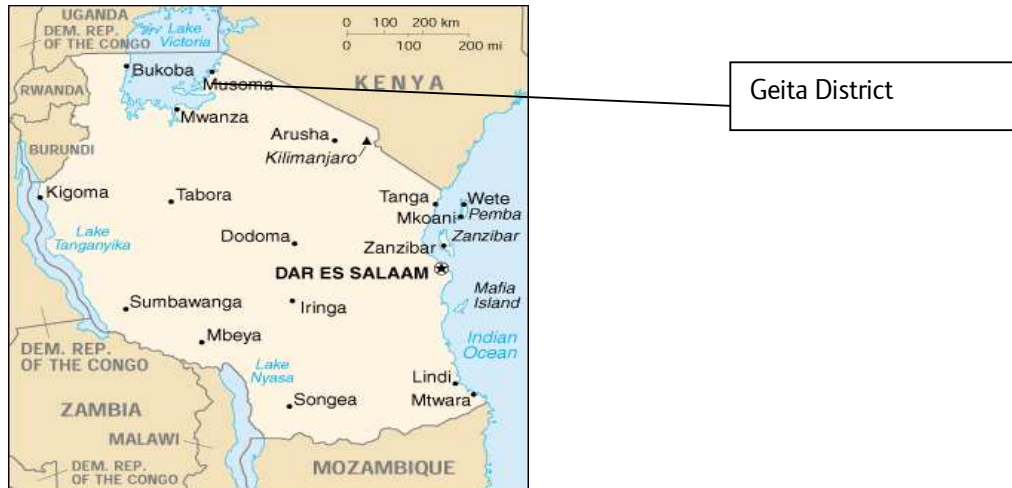 UGANDA
DEM. REP.
OF THE CONGO
Lake
Victoria
0 100 200 km
0 100 200 mi
Bukoba
Musoma
KENYA
Geita District
RWANDA
Mwanza
Arusha
Kilimanjaro
BURUNDI
Kigoma
Tabora
Tanga
Wete
Mkoani
Pemba
Lake
Tanganyika
Dodoma
Zanzibar
Zanzibar
DAR ES SALAAM
Mafia
Island
Sumbawanga
Iringa
Mbeya
Indian
Ocean
DEM. REP.
OF THE CONGO
Lake
Nyasa
Lindi
Mtwara
ZAMBIA
Songea
MALAWI
DEM. REP.
OF THE CONGO
MOZAMBIQUE